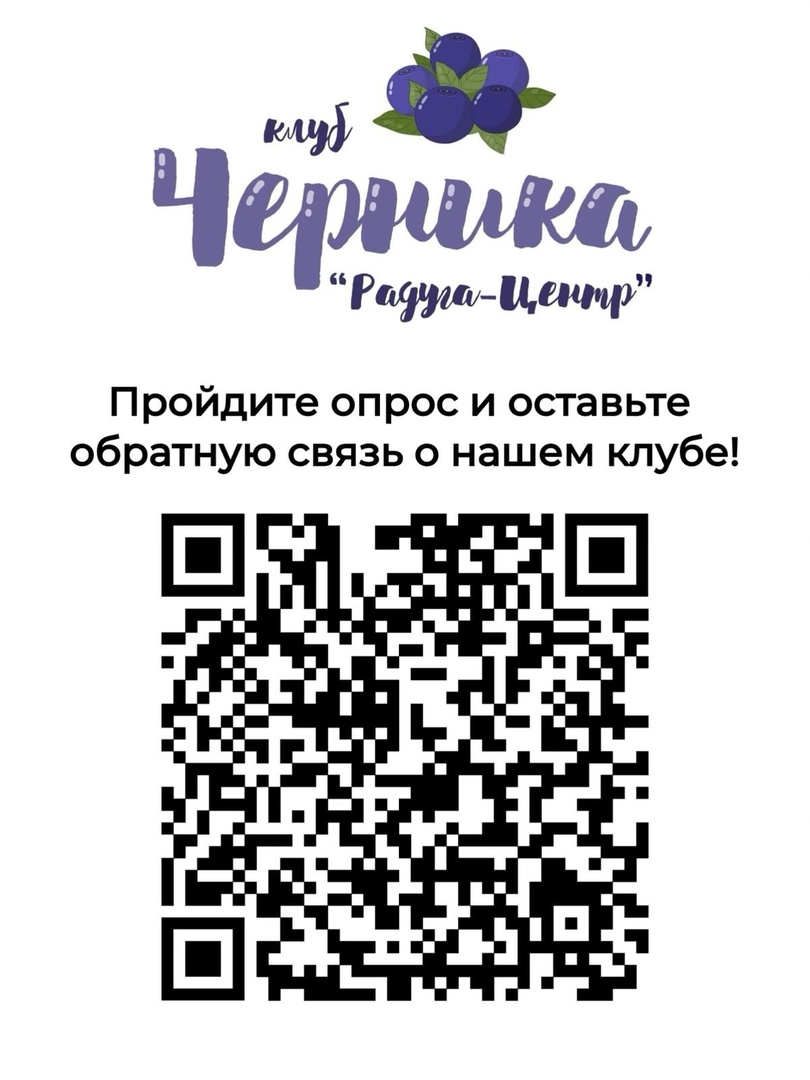 клуб
Черника
“Радуга-Центр”
Пройдите опрос и оставьте
обратную связь о нашем клубе!